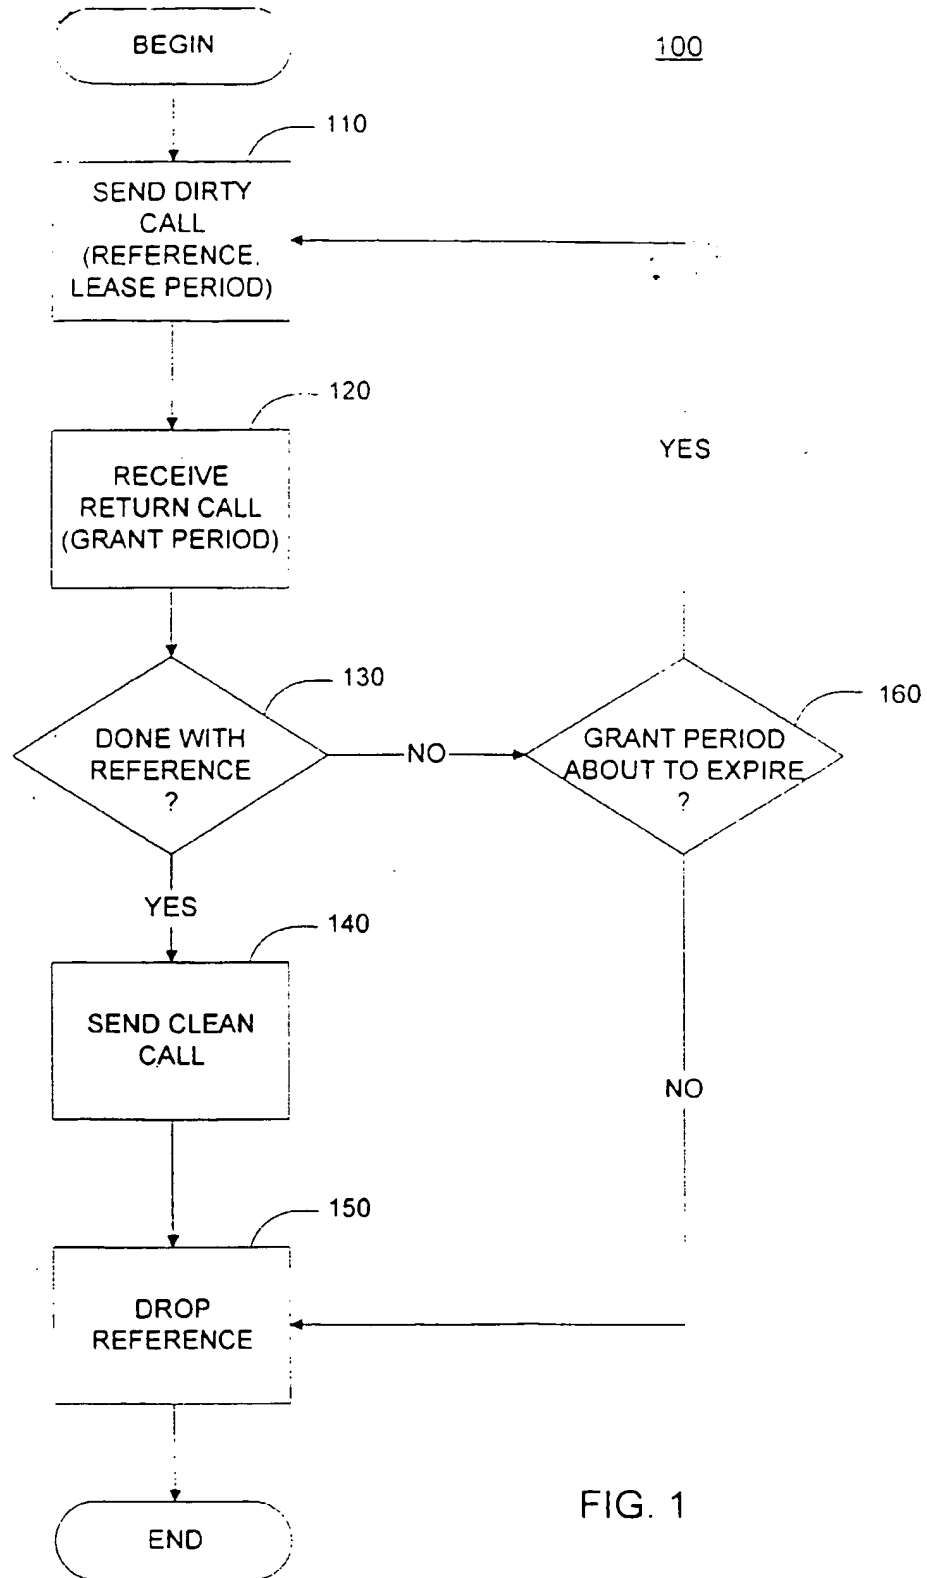 BEGIN
100
110
SEND DIRTY
CALL
(REFERENCE,
LEASE PERIOD)
120
RECEIVE
RETURN CALL
(GRANT PERIOD)
YES
130
DONE WITH
REFERENCE
?
NO
160
GRANT PERIOD
ABOUT TO EXPIRE
?
YES
140
SEND CLEAN
CALL
NO
150
DROP
REFERENCE
END
FIG. 1